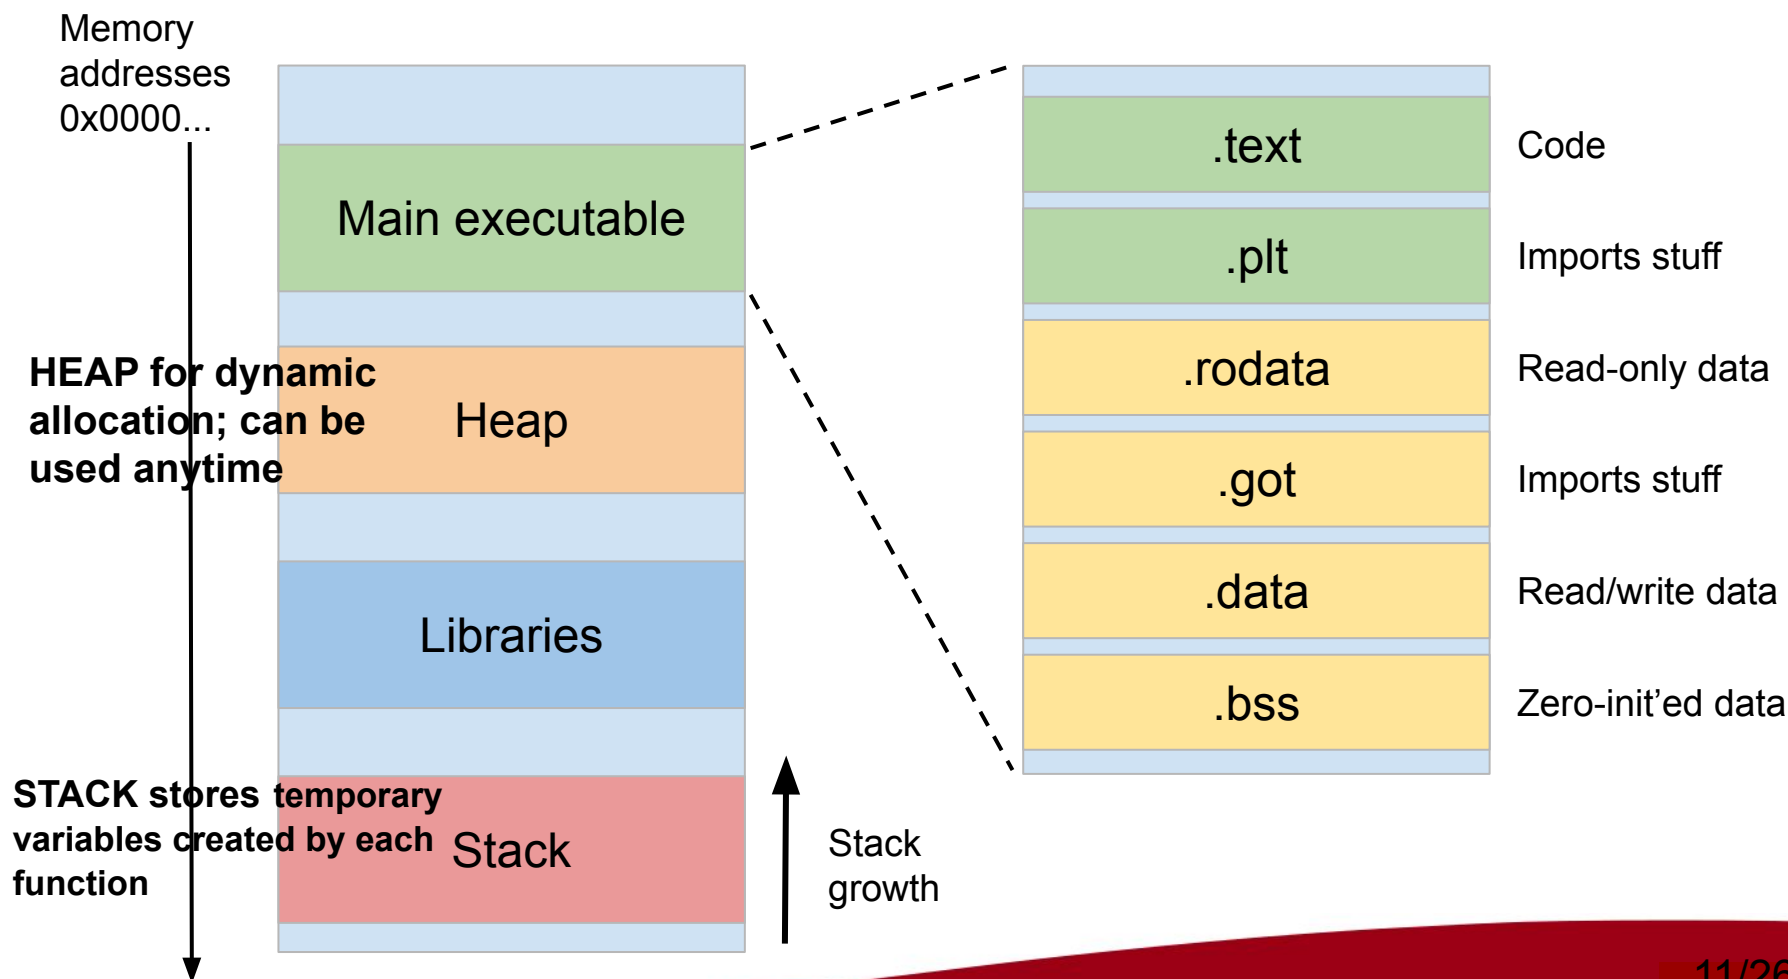 Memory
addresses
0x0000...
Main executable
HEAP for dynamic
allocation; can be
used anytime
Heap
Libraries
STACK stores temporary
variables created by each
function
Stack
Stack
growth
.text
Code
.plt
Imports stuff
.rodata
Read-only data
.got
Imports stuff
.data
Read/write data
.bss
Zero-init’ed data
11/26